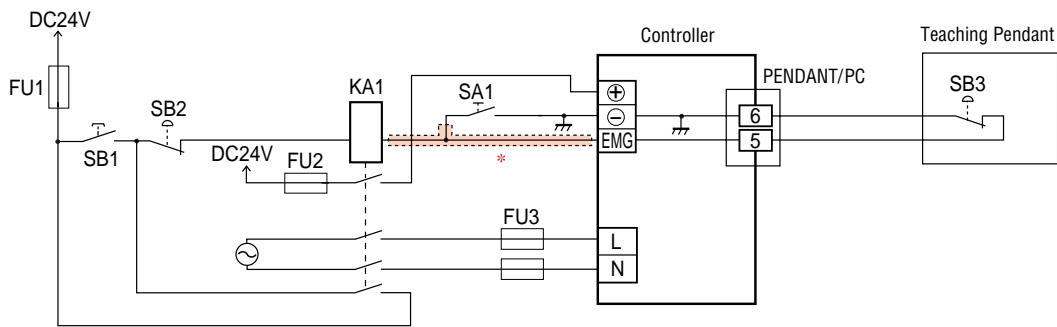 DC24V
Controller
Teaching Pendant
FU1
KA1
SA1
PENDANT/PC
SB3
SB2
+
−
6
SB1
EMG
5
DC24V
FU2
*
FU3
L
N